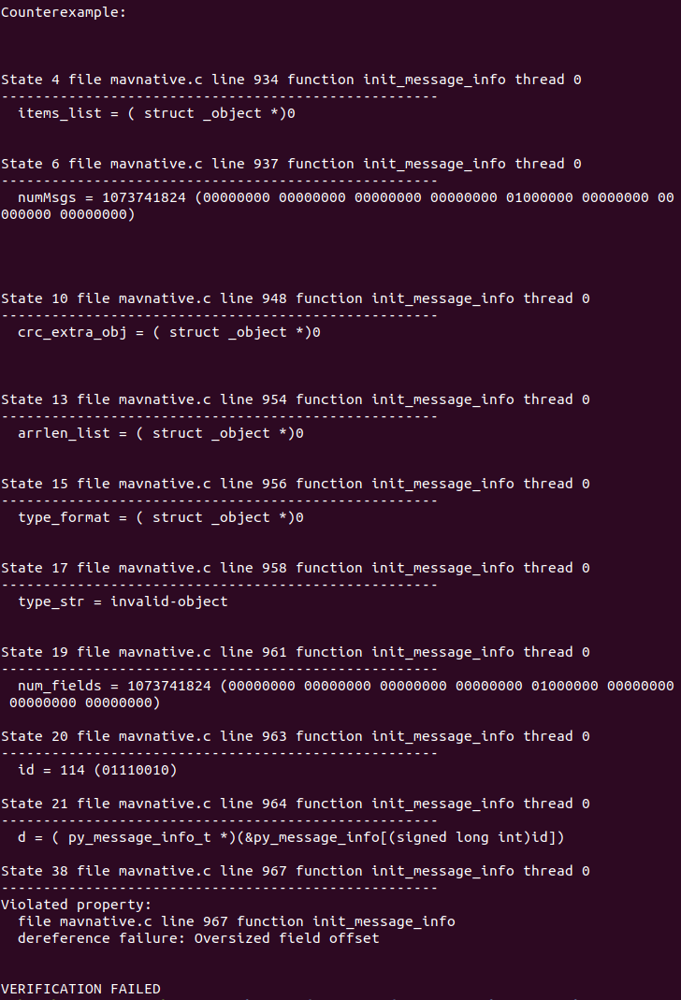 Counterexample:
State 4 file mavnative.c line 934 function init_message_info thread 0
----------------------------------------------------
items_list = ( struct _object *)0
State 6 file mavnative.c line 937 function init_message_info thread 0
----------------------------------------------------
numMsgs = 1073741824 (00000000 00000000 00000000 00000000 01000000 00000000 00
000000 00000000)
State 10 file mavnative.c line 948 function init_message_info thread 0
----------------------------------------------------
crc_extra_obj = ( struct _object *)0
State 13 file mavnative.c line 954 function init_message_info thread 0
----------------------------------------------------
arrlen_list = ( struct _object *)0
State 15 file mavnative.c line 956 function init_message_info thread 0
----------------------------------------------------
type_format = ( struct _object *)0
State 17 file mavnative.c line 958 function init_message_info thread 0
----------------------------------------------------
type_str = invalid-object
State 19 file mavnative.c line 961 function init_message_info thread 0
----------------------------------------------------
num_fields = 1073741824 (00000000 00000000 00000000 00000000 01000000 00000000
00000000 00000000)
State 20 file mavnative.c line 963 function init_message_info thread 0
----------------------------------------------------
id = 114 (01110010)
State 21 file mavnative.c line 964 function init_message_info thread 0
----------------------------------------------------
d = ( py_message_info_t *)(&py_message_info[(signed long int)id])
State 38 file mavnative.c line 967 function init_message_info thread 0
----------------------------------------------------
Violated property:
file mavnative.c line 967 function init_message_info
dereference failure: Oversized field offset
VERIFICATION FAILED